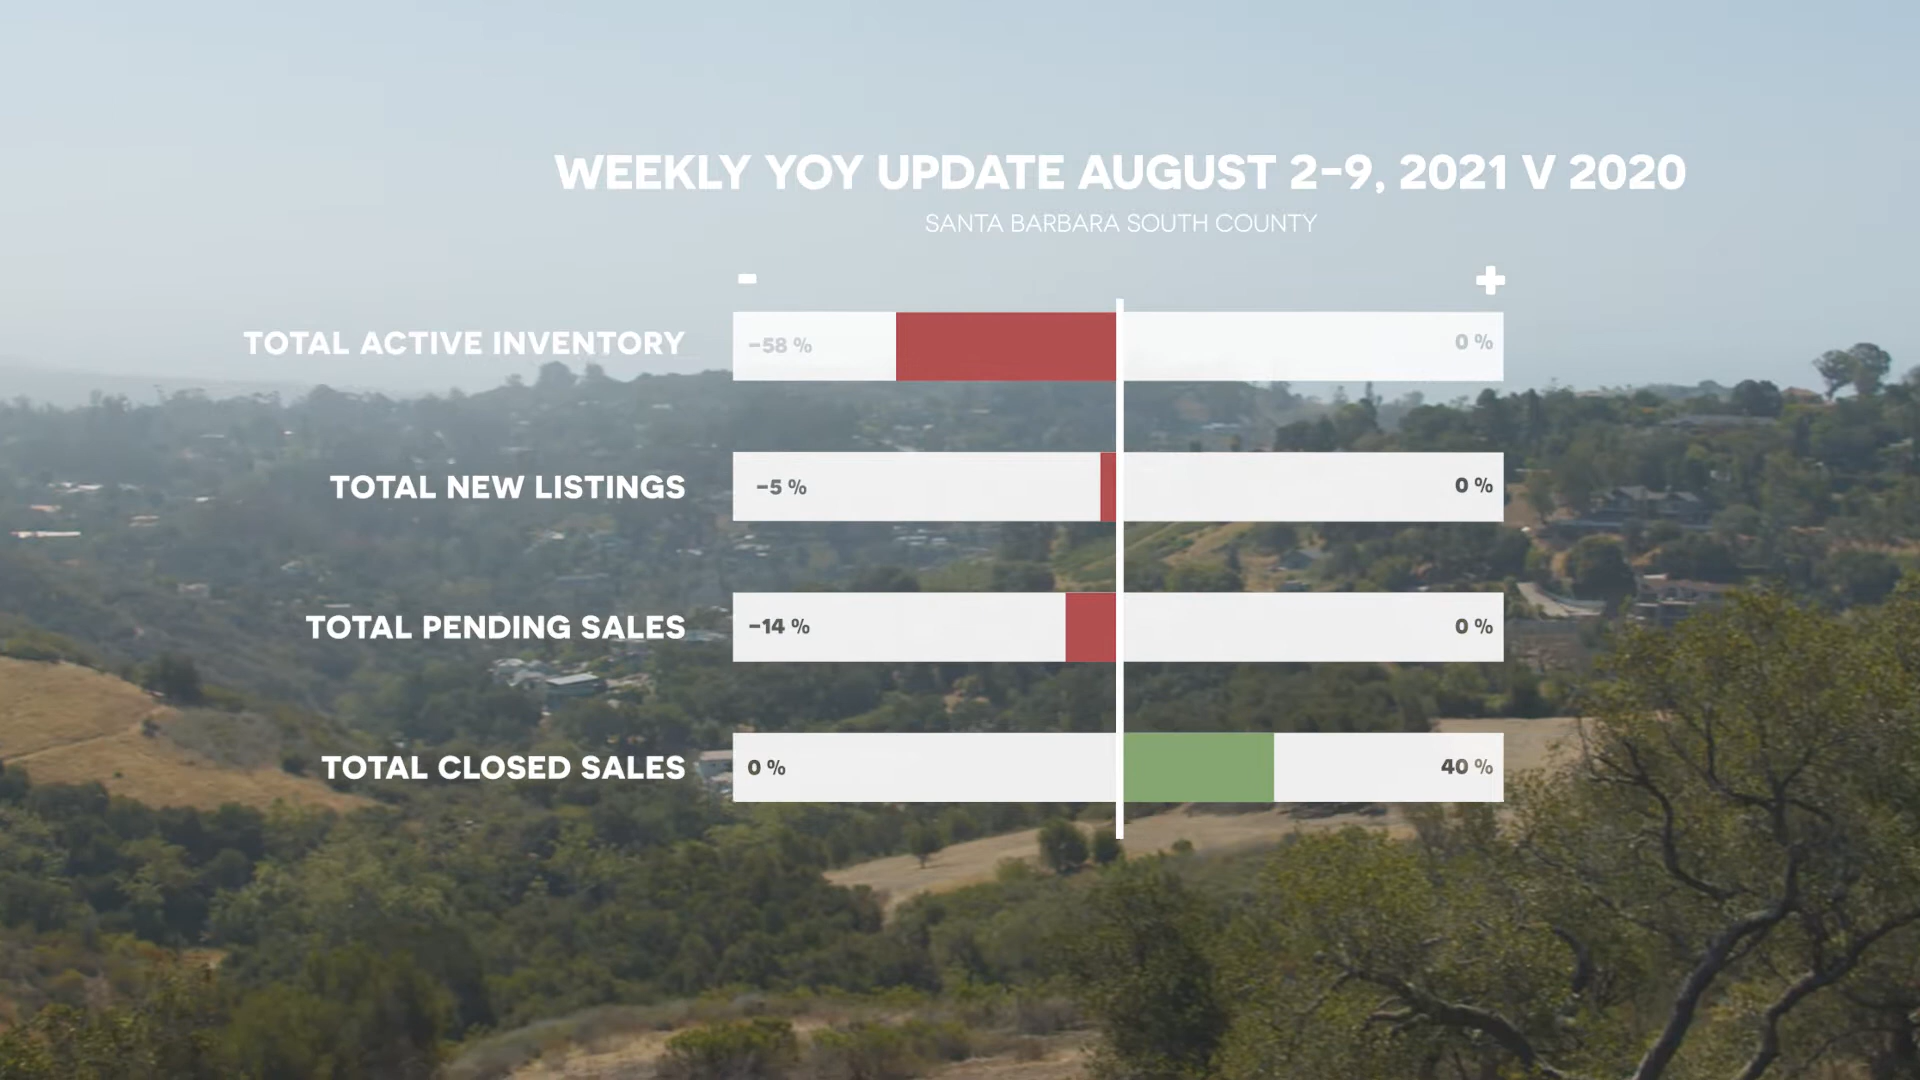 WEEKLY YOY UPDATE AUGUST 2-9, 2021 V 2020
SANTA BARBARA SOUTH COUNTY
- +
TOTAL ACTIVE INVENTORY -58 % 0 %
TOTAL NEW LISTINGS -5 % 0 %
TOTAL PENDING SALES -14 % 0 %
TOTAL CLOSED SALES 0 % 40 %